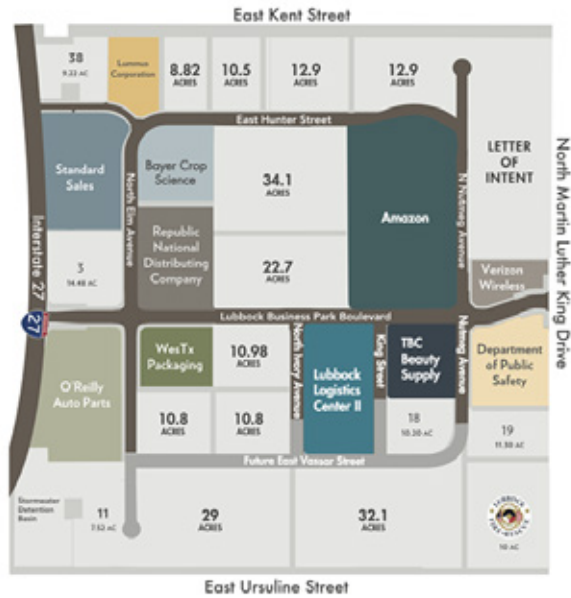 East Kent Street
38
9.22 AC
Lummus
Corporation
8.82
ACRES
10.5
ACRES
12.9
ACRES
12.9
ACRES
East Hunter Street
Standard
Sales
North Elm Avenue
Bayer Crop
Science
34.1
ACRES
Amazon
N Nutmeg Avenue
LETTER
OF
INTENT
North Martin Luther King Drive
Interstate 27
3
14.48 AC
Republic
National
Distributing
Company
22.7
ACRES
Verizon
Wireless
27
Lubbock Business Park Boulevard
O'Reilly
Auto Parts
WesTx
Packaging
10.98
ACRES
North Ivory Avenue
Lubbock
Logistics
Center II
King Street
TBC
Beauty
Supply
Nutmeg Avenue
Department
of Public
Safety
10.8
ACRES
10.8
ACRES
18
10.20 AC
19
11.30 AC
Future East Vassar Street
Stormwater
Detention
Basin
11
7.52 AC
29
ACRES
32.1
ACRES
LUBBOCK
FIRE RESCUE
10 AC
East Ursuline Street